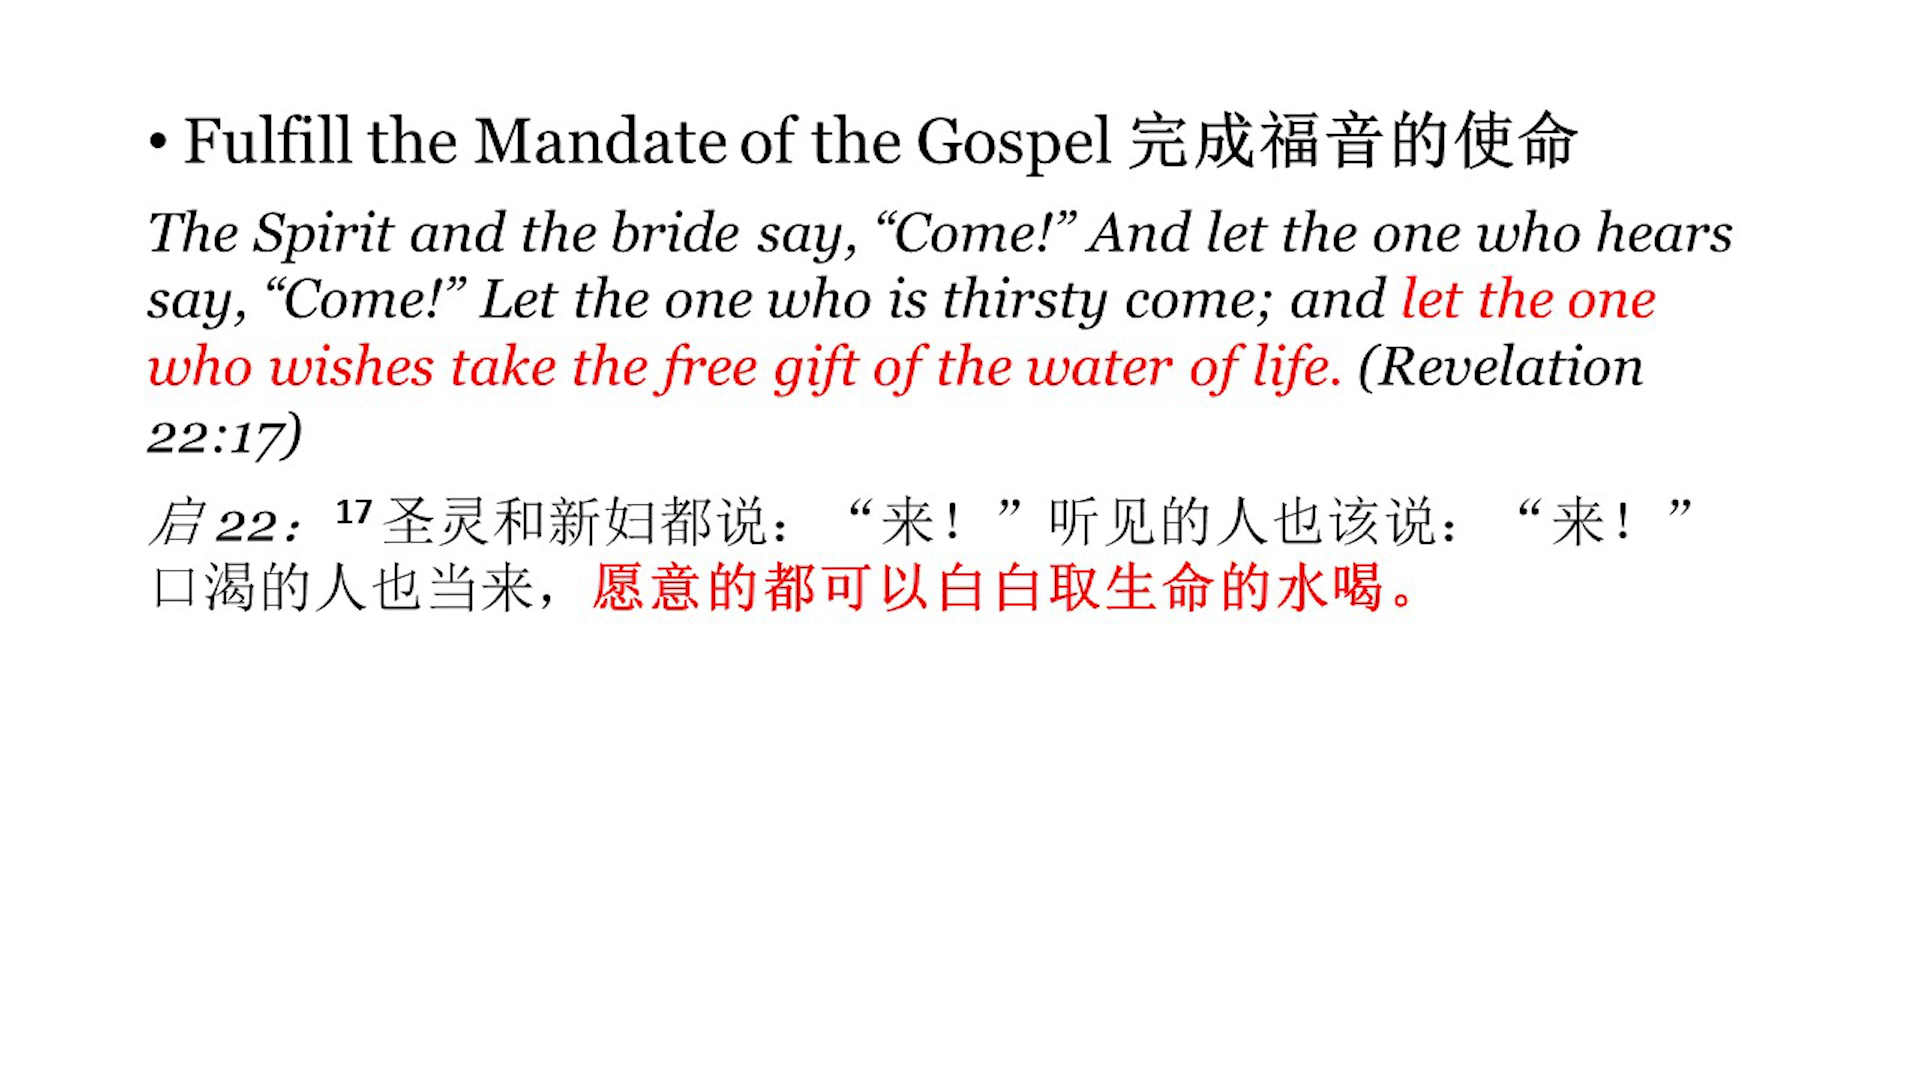 • Fulfill the Mandate of the Gospel 完成福音的使命
The Spirit and the bride say, “Come!” And let the one who hears
say, “Come!” Let the one who is thirsty come; and let the one
who wishes take the free gift of the water of life. (Revelation
22:17)
启 22：17 圣灵和新妇都说：“来！”听见的人也该说：“来！”
口渴的人也当来，愿意的都可以白白取生命的水喝。